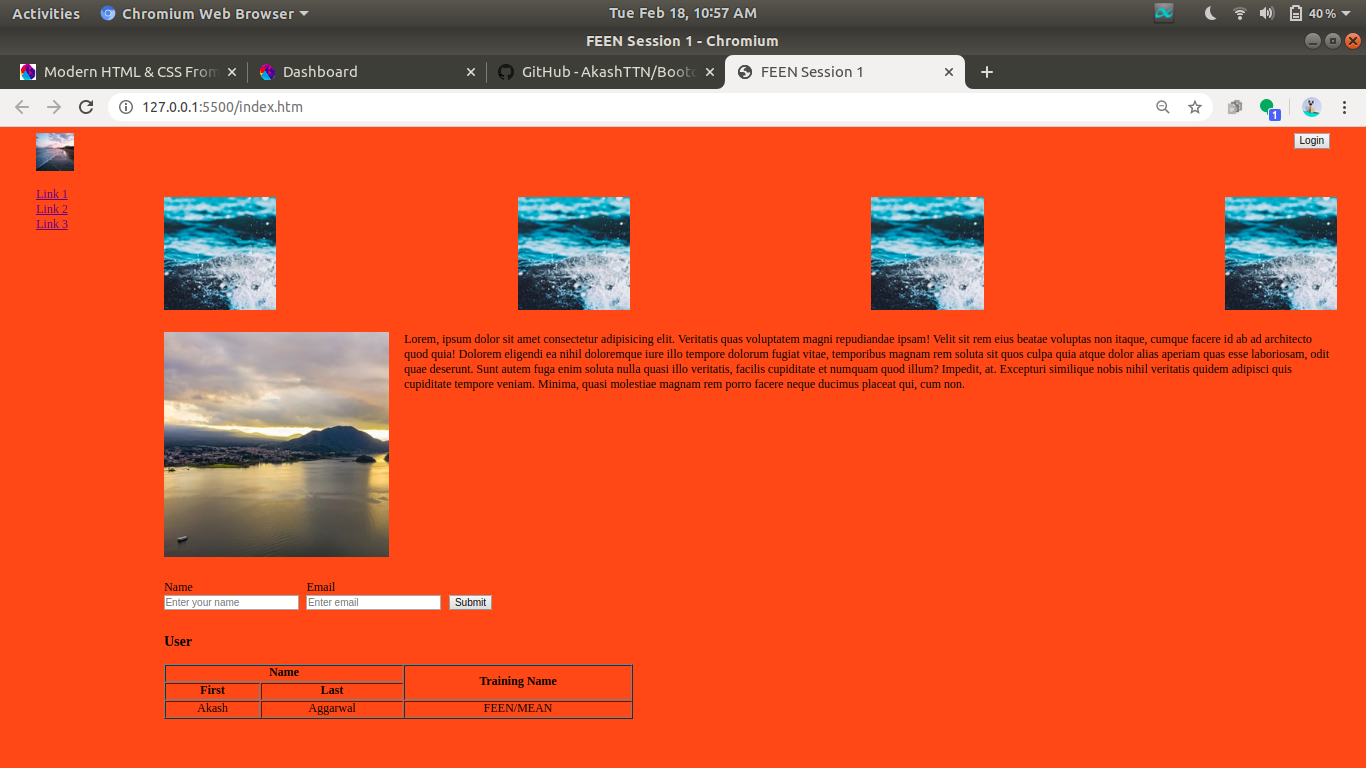 Activities Chromium Web Browser Tue Feb 18, 10:57 AM 40 %
FEEN Session 1 - Chromium
Modern HTML & CSS From Dashboard GitHub - AkashTTN/Bootc FEEN Session 1
127.0.0.1:5500/index.htm 1
Login
Link 1
Link 2
Link 3
Lorem, ipsum dolor sit amet consectetur adipisicing elit. Veritatis quas voluptatem magni repudiandae ipsam! Velit sit rem eius beatae voluptas non itaque, cumque facere id ab ad architecto
quod quia! Dolorem eligendi ea nihil doloremque iure illo tempore dolorum fugiat vitae, temporibus magnam rem soluta sit quos culpa quia atque dolor alias aperiam quas esse laboriosam, odit
quae deserunt. Sunt autem fuga enim soluta nulla quasi illo veritatis, facilis cupiditate et numquam quod illum? Impedit, at. Excepturi similique nobis nihil veritatis quidem adipisci quis
cupiditate tempore veniam. Minima, quasi molestiae magnam rem porro facere neque ducimus placeat qui, cum non.
Name Email
Enter your name Enter email Submit
User
Name Training Name
First Last
Akash Aggarwal FEEN/MEAN